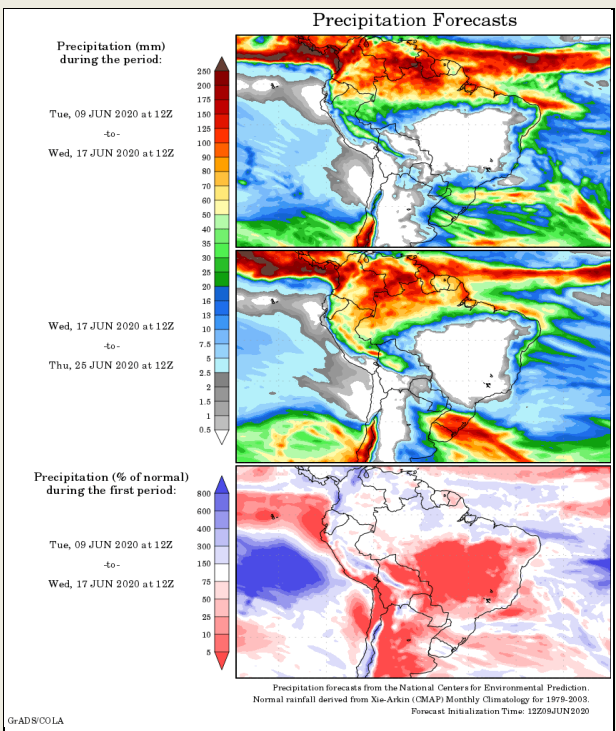 Precipitation Forecasts
Precipitation (mm)
during the period:
Tue, 09 JUN 2020 at 12Z
-to-
Wed, 17 JUN 2020 at 12Z
250
200
175
150
125
100
90
80
70
60
50
40
35
30
25
20
16
13
10
7.5
5
2.5
2
1.5
1
0.5
Wed, 17 JUN 2020 at 12Z
-to-
Thu, 25 JUN 2020 at 12Z
Precipitation (% of normal)
during the first period:
Tue, 09 JUN 2020 at 12Z
-to-
Wed, 17 JUN 2020 at 12Z
800
600
400
300
150
75
50
25
10
5
Precipitation forecasts from the National Centers for Environmental Prediction.
Normal rainfall derived from Xie-Arkin (CMAP) Monthly Climatology for 1979-2003.
Forecast Initialization Time: 12Z09JUN2020
GrADS/COLA